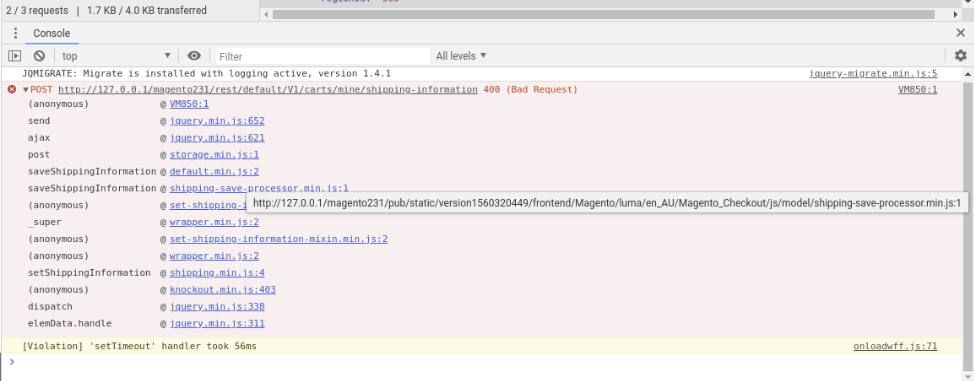 2 / 3 requests | 1.7 KB / 4.0 KB transferred
Console
top Filter All levels
JQMIGRATE: Migrate is installed with logging active, version 1.4.1 jquery-migrate.min.js:5
POST http://127.0.0.1/magento231/rest/default/V1/carts/mine/shipping-information 400 (Bad Request) VM850:1
(anonymous) @ VM850:1
send @ jquery.min.js:652
ajax @ jquery.min.js:621
post @ storage.min.js:1
saveShippingInformation @ default.min.js:2
saveShippingInformation @ shipping-save-processor.min.js:1
(anonymous) @ set-shipping-i
http://127.0.0.1/magento231/pub/static/version1560320449/frontend/Magento/luma/en_AU/Magento_Checkout/js/model/shipping-save-processor.min.js:1
_super @ wrapper.min.js:2
(anonymous) @ set-shipping-information-mixin.min.js:2
(anonymous) @ wrapper.min.js:2
setShippingInformation @ shipping.min.js:4
(anonymous) @ knockout.min.js:403
dispatch @ jquery.min.js:338
elemData.handle @ jquery.min.js:311
[Violation] 'setTimeout' handler took 56ms onloadwff.js:71